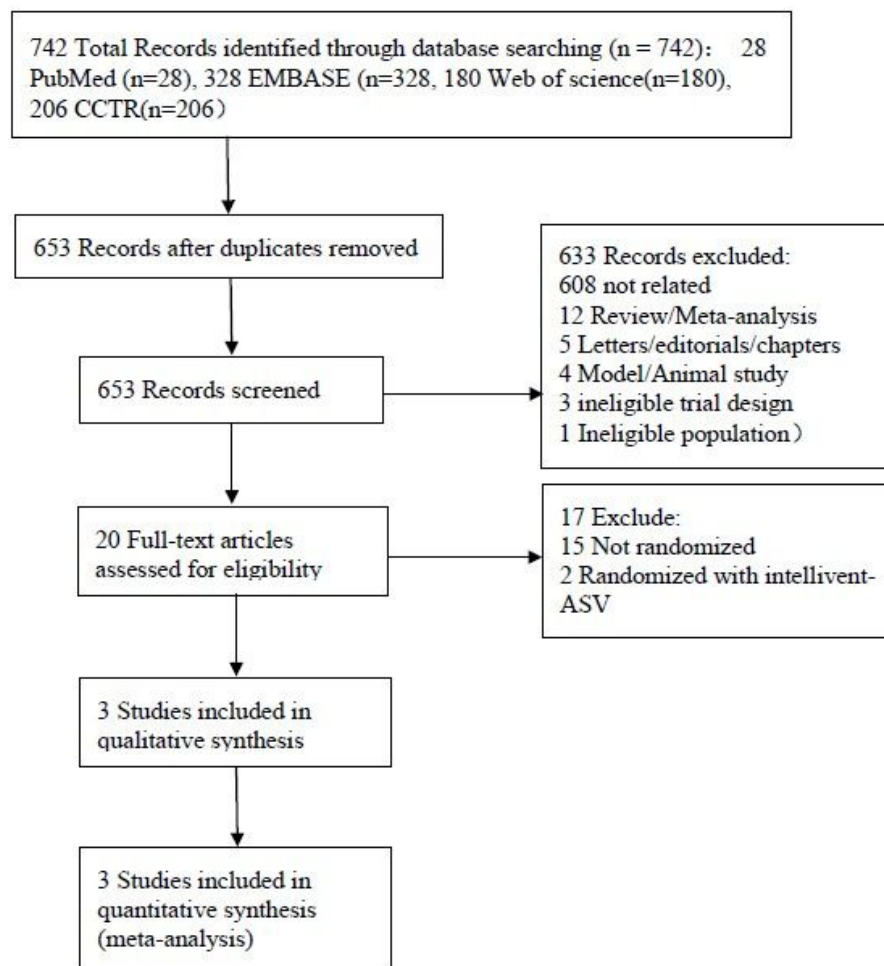 742 Total Records identified through database searching (n = 742)： 28
PubMed (n=28), 328 EMBASE (n=328, 180 Web of science(n=180),
206 CCTR(n=206）
653 Records after duplicates removed
633 Records excluded:
608 not related
12 Review/Meta-analysis
5 Letters/editorials/chapters
4 Model/Animal study
3 ineligible trial design
1 Ineligible population）
653 Records screened
20 Full-text articles
assessed for eligibility
17 Exclude:
15 Not randomized
2 Randomized with intellivent-
ASV
3 Studies included in
qualitative synthesis
3 Studies included in
quantitative synthesis
(meta-analysis)